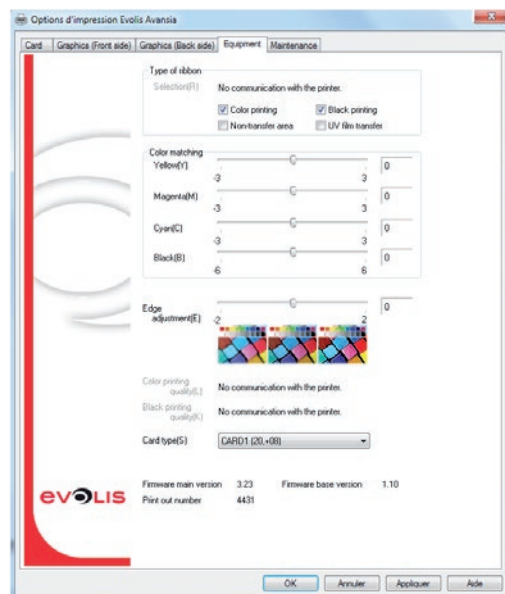 Options d'impression Evolis Avansia
Card Graphics (Front side) Graphics (Back side) Equipment Maintenance
Type of ribbon
Selection(R) No communication with the printer.
Color printing Black printing
Non-transfer area UV film transfer
Color matching
Yellow(Y) 0
-3 3
Magenta(M) 0
-3 3
Cyan(C) 0
-3 3
Black(B) 0
-6 6
Edge
adjustment(E) 0
-2 2
Color printing
quality(L) No communication with the printer.
Black printing
quality(K) No communication with the printer.
Card type(S) CARD1 (20,+08)
Firmware main version 3.23 Firmware base version 1.10
Print out number 4431
evolis
OK Annuler Appliquer Aide